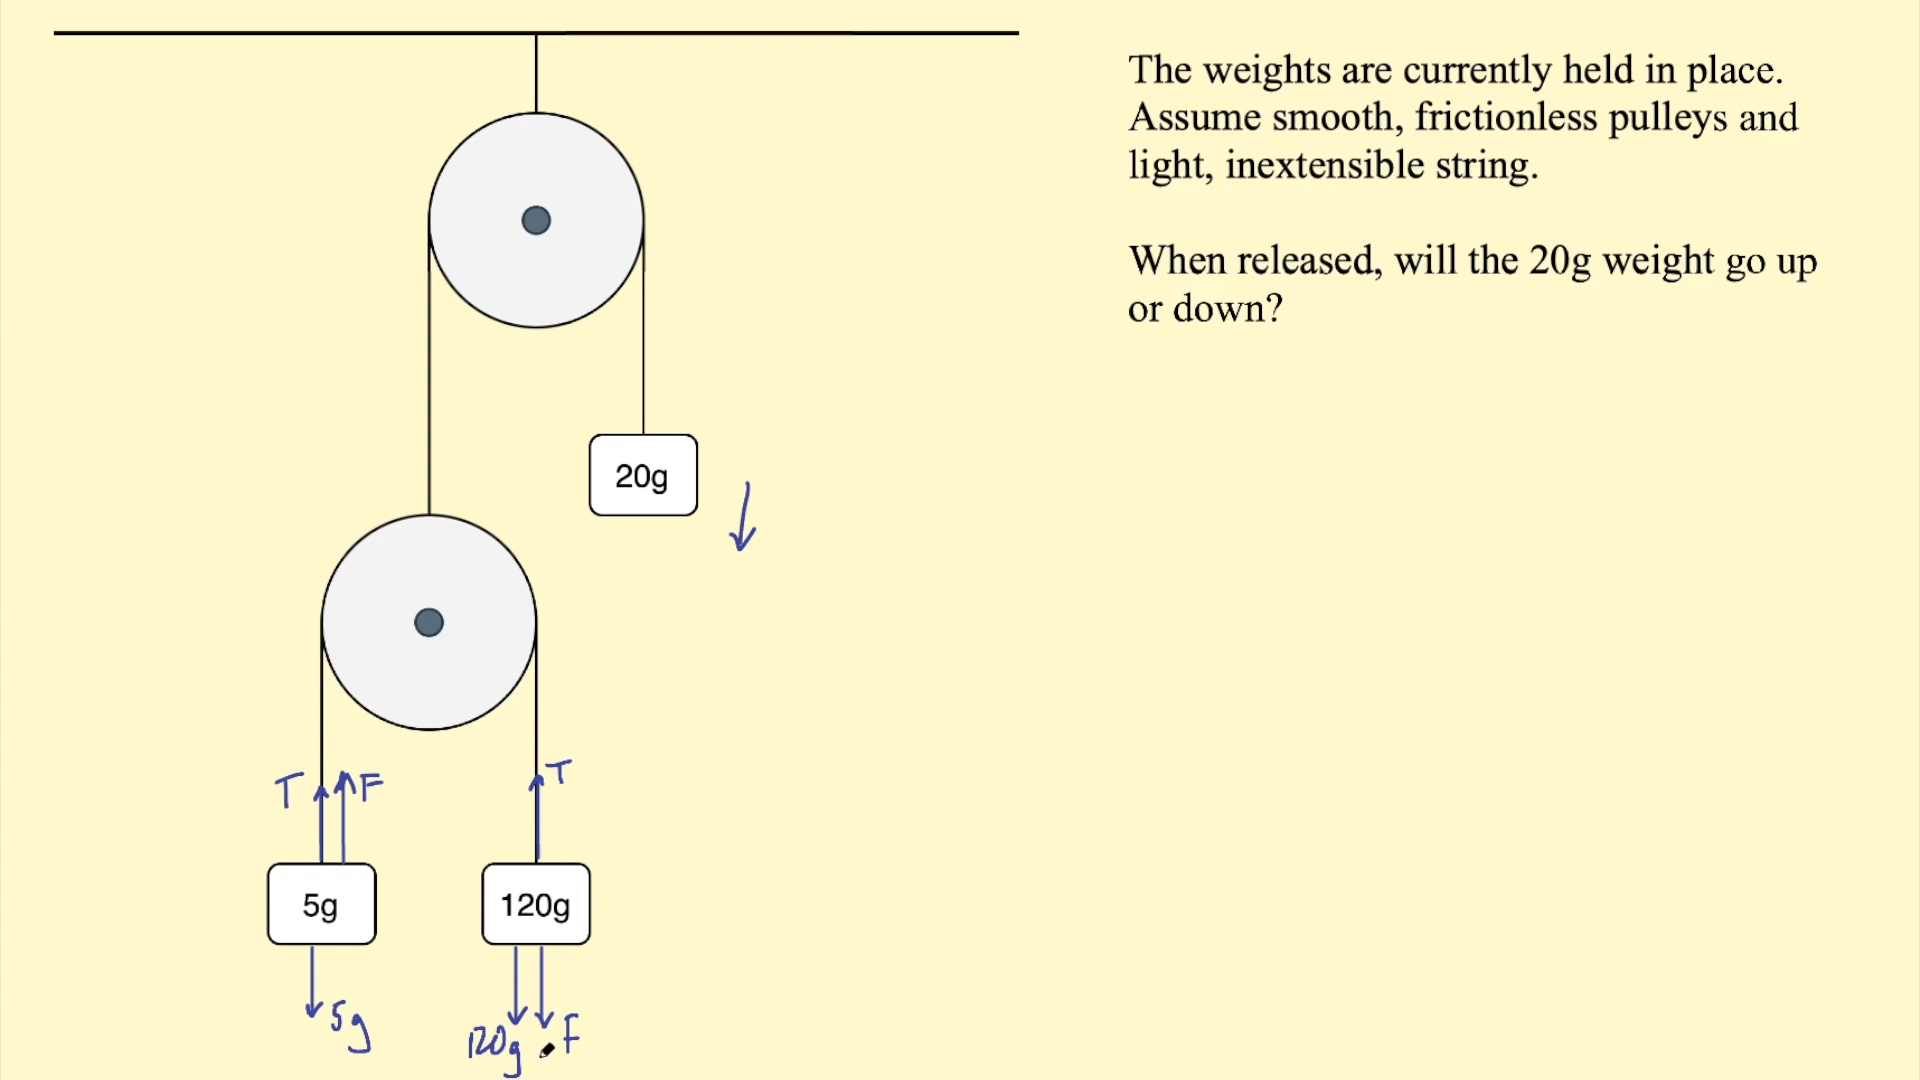 The weights are currently held in place.
Assume smooth, frictionless pulleys and
light, inextensible string.
When released, will the 20g weight go up
or down?
20g
T F
T
5g
120g
5g
120g F